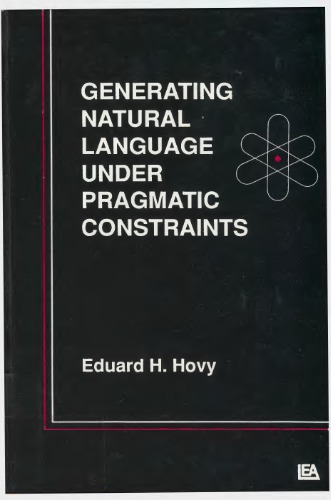 GENERATING
NATURAL
LANGUAGE
UNDER
PRAGMATIC
CONSTRAINTS
Eduard H. Hovy
LEA